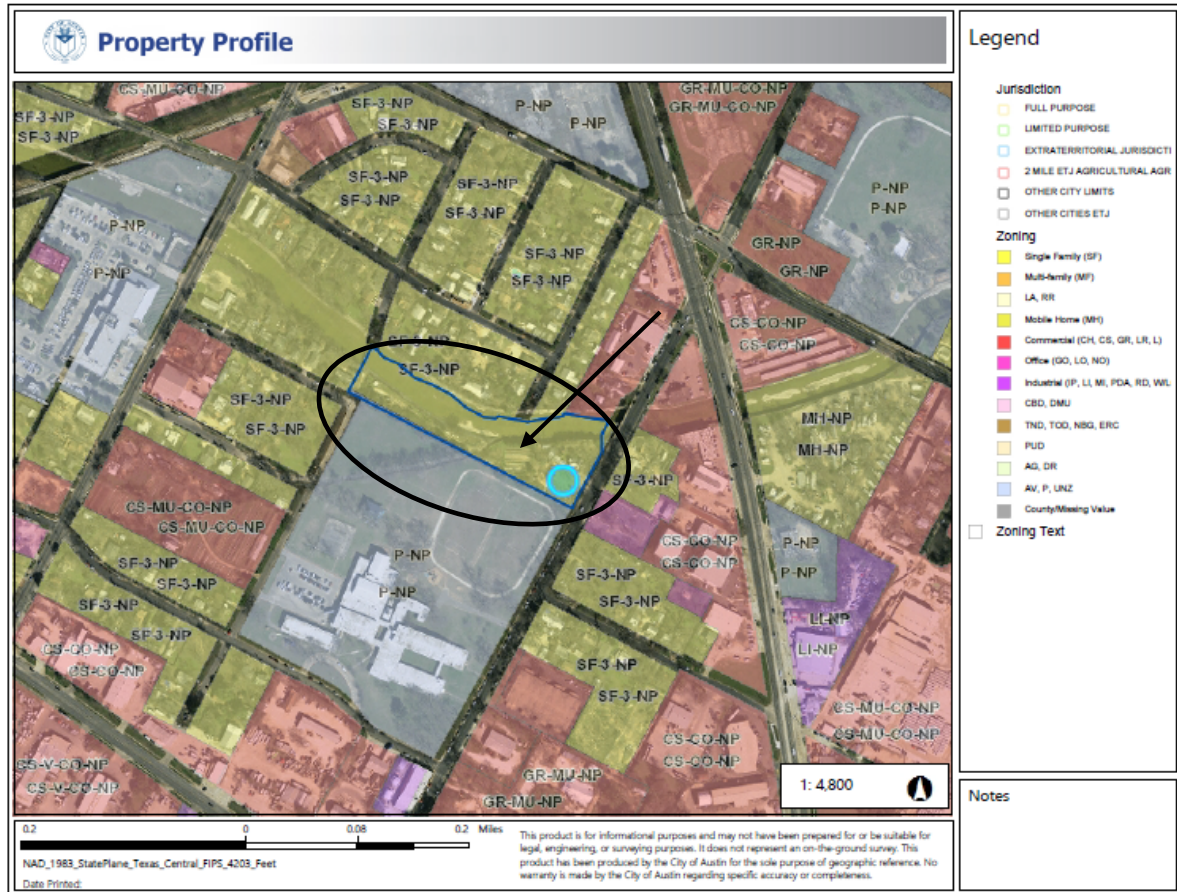 Property Profile
CS-MU-CO-NP
SF-3-NP
SF-3-NP
SF-3-NP
SF-3-NP
P-NP
P-NP
GR-MU-CO-NP
GR-MU-CO-NP
SF-3-NP
SF-3-NP
SF-3-NP
SF-3-NP
P-NP
P-NP
P-NP
P-NP
SF-3-NP
SF-3-NP
GR-NP
GR-NP
CS-CO-NP
CS-CO-NP
SF-3-NP
SF-3-NP
SF-3-NP
MH-NP
MH-NP
SF-3-NP
CS-MU-CO-NP
CS-MU-CO-NP
CS-CO-NP
CS-CO-NP
P-NP
P-NP
P-NP
P-NP
SF-3-NP
SF-3-NP
SF-3-NP
SF-3-NP
SF-3-NP
LI-NP
LI-NP
CS-CO-NP
CS-CO-NP
SF-3-NP
SF-3-NP
CS-MU-CO-NP
CS-MU-CO-NP
CS-CO-NP
CS-CO-NP
CS-V-CO-NP
CS-V-CO-NP
GR-MU-NP
GR-MU-NP
1: 4,800
0.2 0 0.08 0.2 Miles
NAD_1983_StatePlane_Texas_Central_FIPS_4203_Feet
Date Printed:
This product is for informational purposes and may not have been prepared for or be suitable for
legal, engineering, or surveying purposes. It does not represent an on-the-ground survey. This
product has been produced by the City of Austin for the sole purpose of geographic reference. No
warranty is made by the City of Austin regarding specific accuracy or completeness.
Legend
Jurisdiction
FULL PURPOSE
LIMITED PURPOSE
EXTRATERRITORIAL JURISDICTI
2 MILE ETJ AGRICULTURAL AGR
OTHER CITY LIMITS
OTHER CITIES ETJ
Zoning
Single Family (SF)
Multi-family (MF)
LA, RR
Mobile Home (MH)
Commercial (CH, CS, GR, LR, L)
Office (GO, LO, NO)
Industrial (IP, LI, MI, PDA, RD, W/L
CBD, DMU
TND, TOD, NBG, ERC
PUD
AG, DR
AV, P, UNZ
County/Missing Value
Zoning Text
Notes